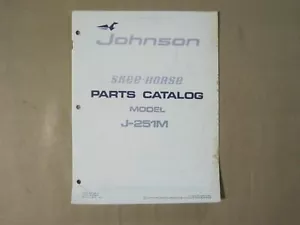 Johnson
SKEE-HORSE
PARTS CATALOG
MODEL
J-251M